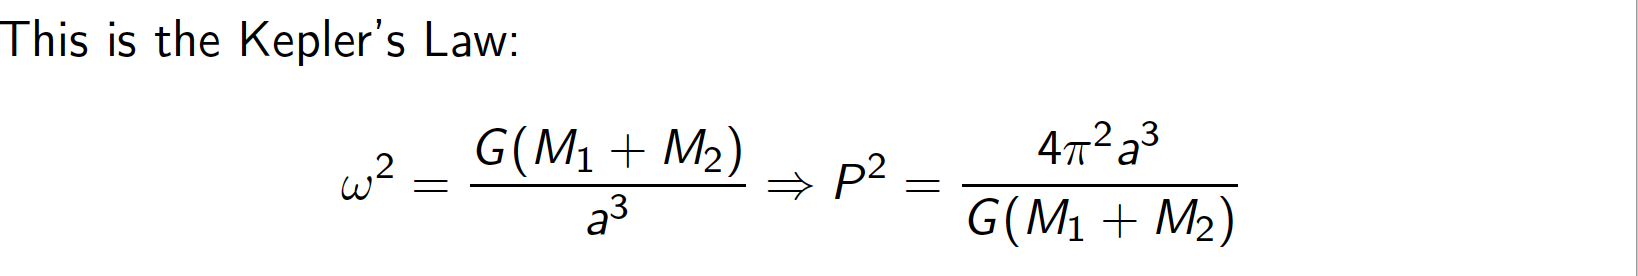 This is the Kepler's Law:
ω² = G(M₁ + M₂) / a³ ⇒ P² = 4π²a³ / G(M₁ + M₂)